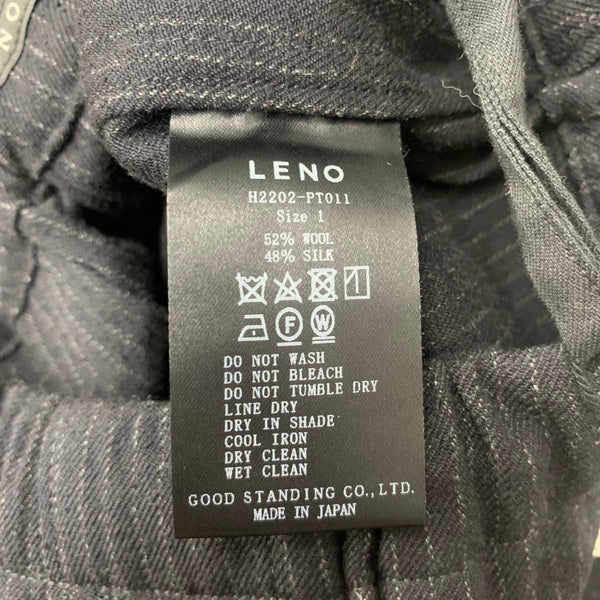 LENO
H2202-PT011
Size 1
52% WOOL
48% SILK
F W
DO NOT WASH
DO NOT BLEACH
DO NOT TUMBLE DRY
LINE DRY
DRY IN SHADE
COOL IRON
DRY CLEAN
WET CLEAN
GOOD STANDING CO.,LTD.
MADE IN JAPAN